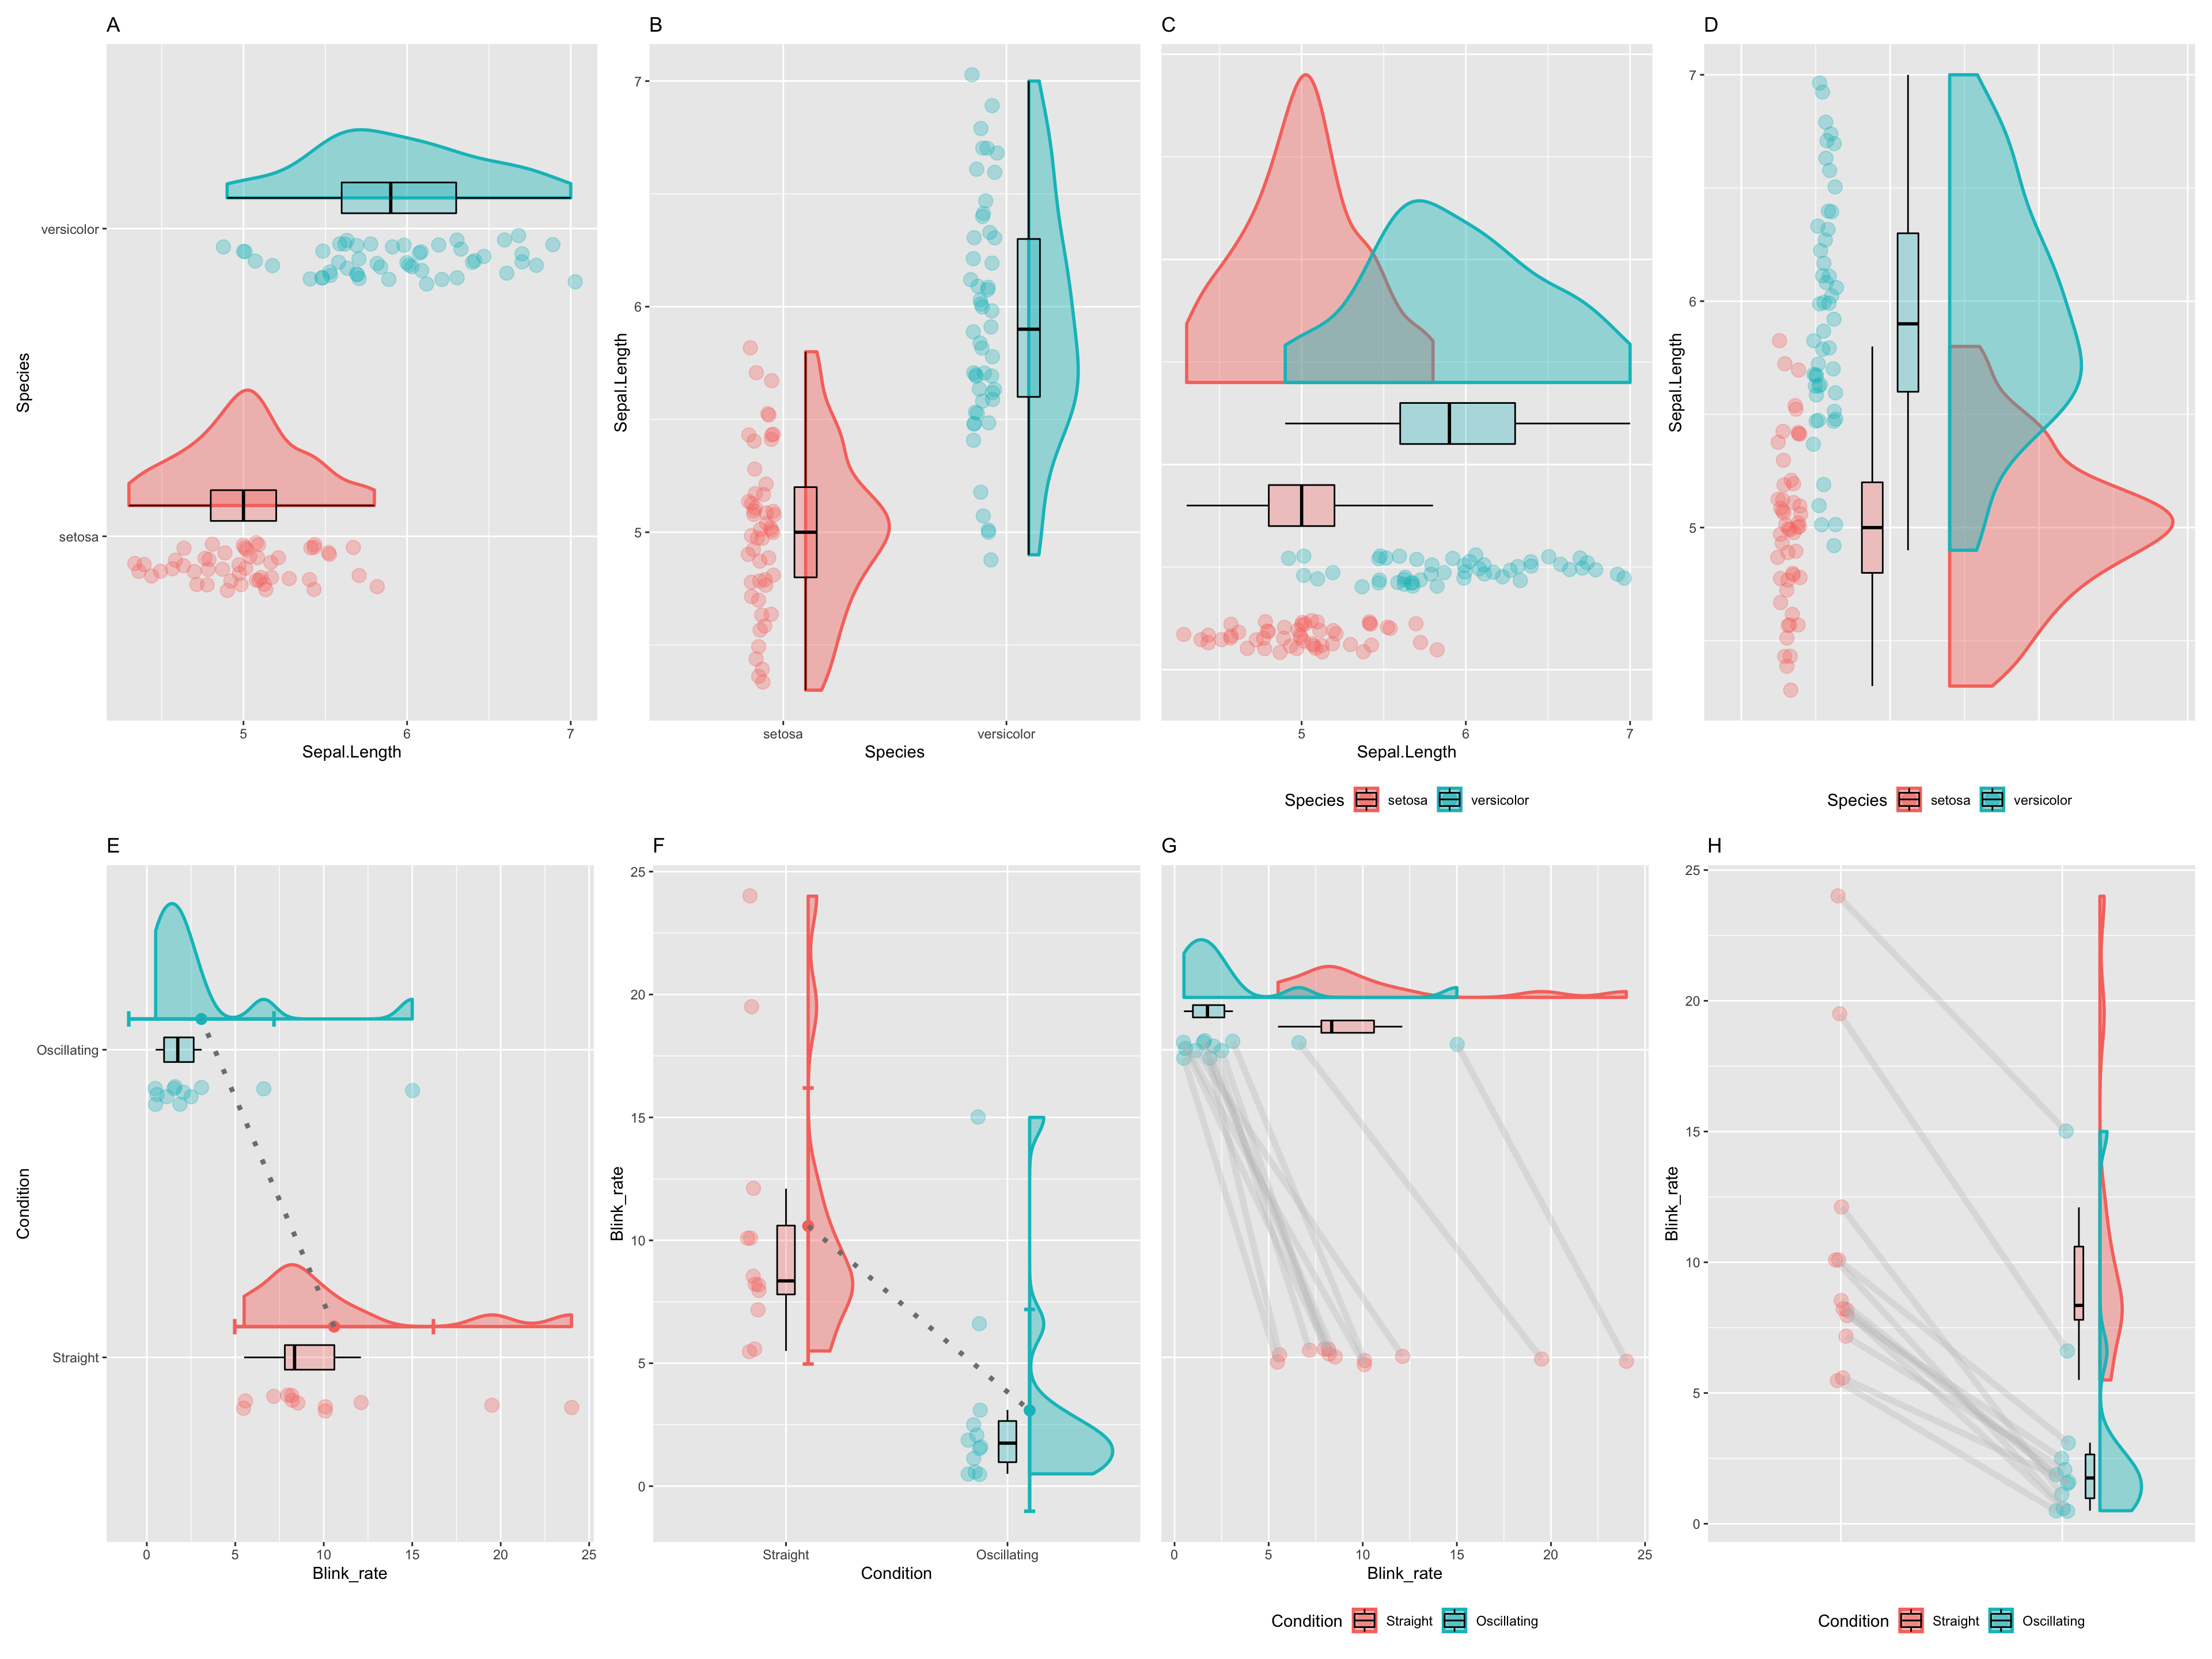 A
B
C
D
Species
versicolor
setosa
5
6
7
Sepal.Length
Sepal.Length
7
6
5
setosa
versicolor
Species
5
6
7
Sepal.Length
Species setosa versicolor
Sepal.Length
7
6
5
Species setosa versicolor
E
F
G
H
Condition
Oscillating
Straight
0
5
10
15
20
25
Blink_rate
Blink_rate
25
20
15
10
5
0
Straight
Oscillating
Condition
0
5
10
15
20
25
Blink_rate
Condition Straight Oscillating
Blink_rate
25
20
15
10
5
0
Condition Straight Oscillating